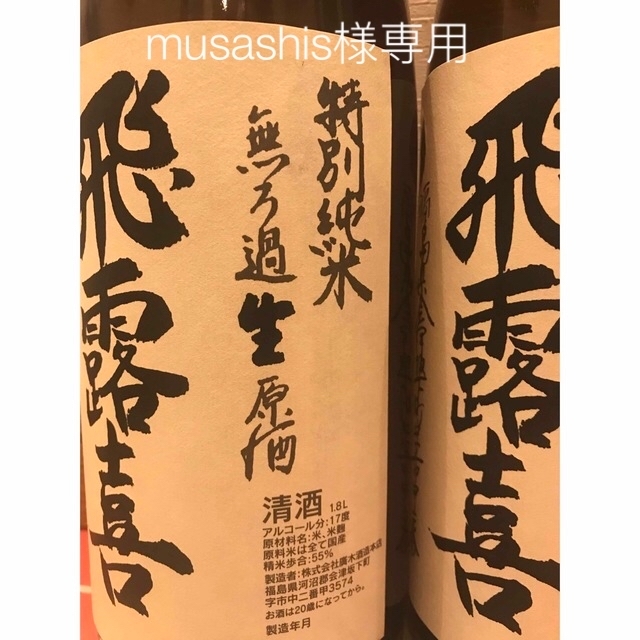 musashis様専用
特別純米
無ろ過生原酒
飛露喜
清酒 1.8L
アルコール分:17度
原材料名:米、米麹
原料米は全て国産
精米歩合:55%
製造者:株式会社廣木酒造本店
福島県河沼郡会津坂下町
字市中二番甲3574
お酒は20歳になってから。
製造年月
飛露喜